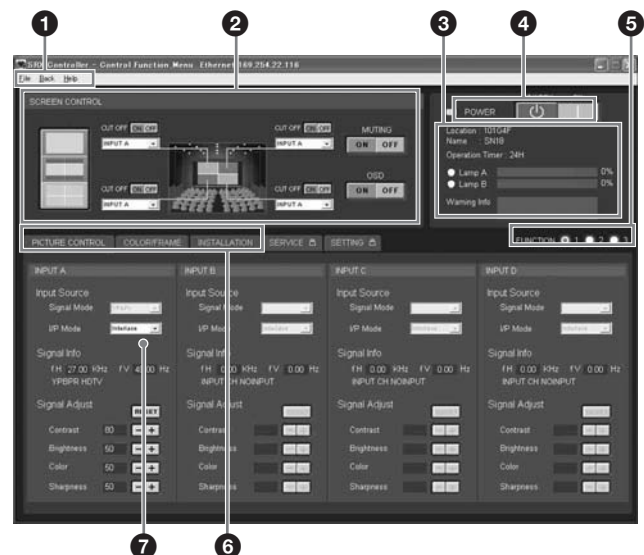 1 2 3 4 5
SRX Controller - Control Function Menu Ethernet 169.254.22.116
File Back Help
SCREEN CONTROL
CUT OFF ON OFF CUT OFF ON OFF MUTING
INPUT A INPUT A ON OFF
OSD
CUT OFF ON OFF CUT OFF ON OFF ON OFF
INPUT A INPUT A
POWER
Location : 101G4F
Name : SN18
Operation Timer : 24H
Lamp A 0%
Lamp B 0%
Warning Info
FUNCTION 1 2 3
PICTURE CONTROL COLOR/FRAME INSTALLATION SERVICE SETTING
INPUT A INPUT B INPUT C INPUT D
Input Source Input Source Input Source Input Source
Signal Mode Signal Mode Signal Mode Signal Mode
I/P Mode Interlace I/P Mode Interlace I/P Mode Interlace I/P Mode Interlace
Signal Info Signal Info Signal Info Signal Info
fH 27.00 KHz fV Hz fH 0.00 KHz fV 0.00 Hz fH 0.00 KHz fV 0.00 Hz fH 0.00 KHz fV 0.00 Hz
YPBPR HDTV INPUT CH NOINPUT INPUT CH NOINPUT INPUT CH NOINPUT
Signal Adjust Signal Adjust Signal Adjust Signal Adjust
RESET RESET RESET RESET
Contrast 80 - + Contrast Contrast Contrast
Brightness 50 - + Brightness Brightness Brightness
Color 50 - + Color Color Color
Sharpness 50 - + Sharpness Sharpness Sharpness
7 6